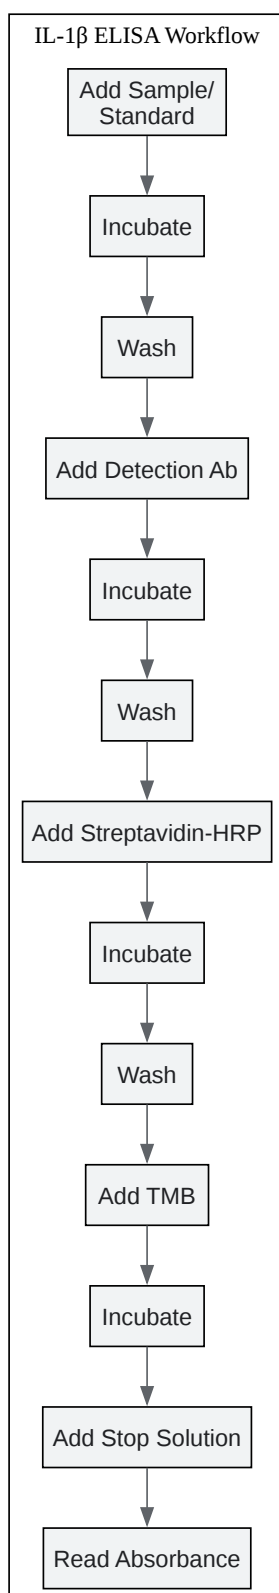 IL-1β ELISA Workflow
Add Sample/
Standard
Incubate
Wash
Add Detection Ab
Incubate
Wash
Add Streptavidin-HRP
Incubate
Wash
Add TMB
Incubate
Add Stop Solution
Read Absorbance